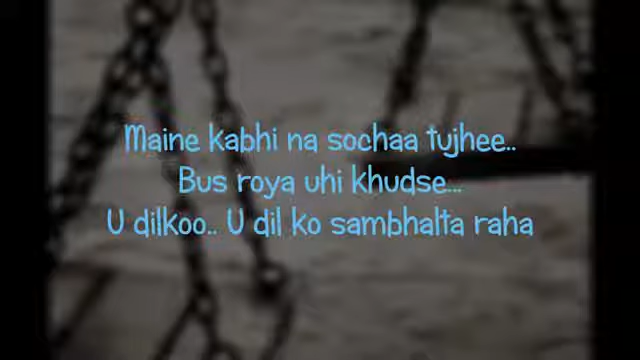 Maine kabhi na sochaa tujhee..
Bus roya uhi khudse...
U dilkoo.. U dil ko sambhalta raha